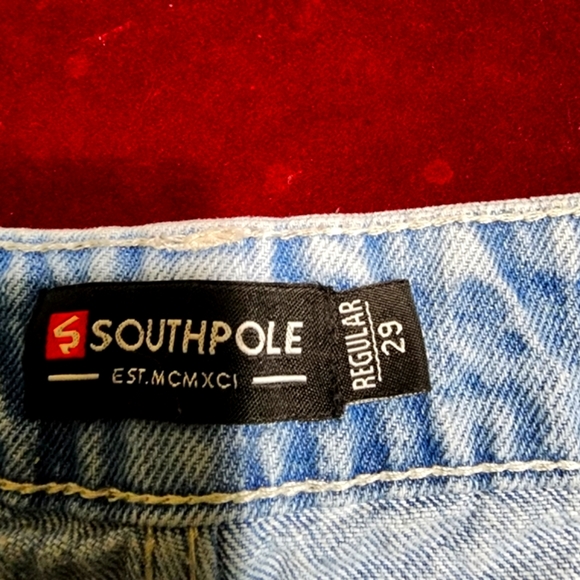 SOUTHPOLE
EST.MCMXCI
REGULAR
29